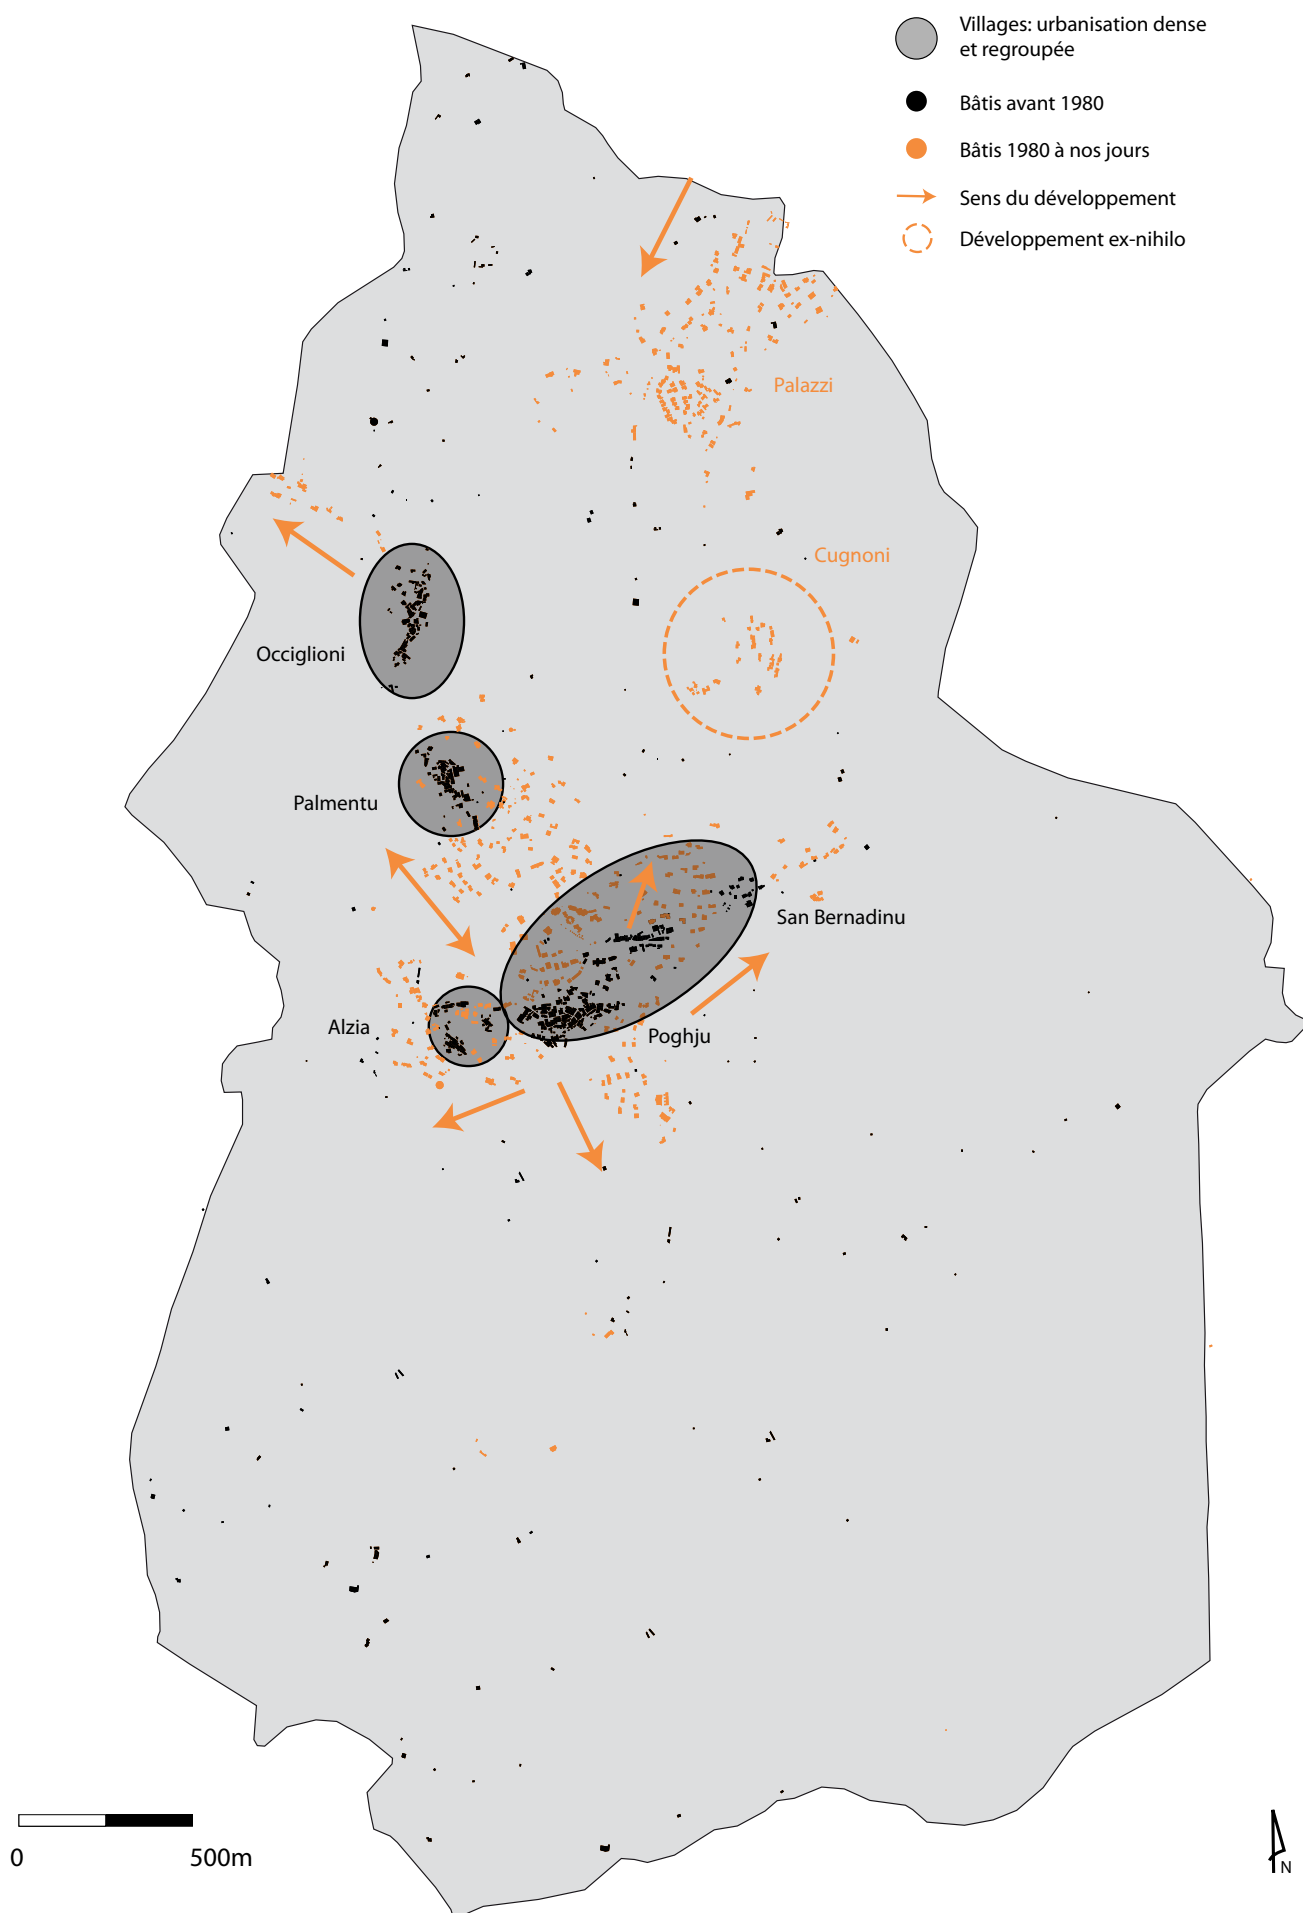 Villages: urbanisation dense
et regroupée
Bâtis avant 1980
Bâtis 1980 à nos jours
Sens du développement
Développement ex-nihilo
Palazzi
Cugnoni
Occiglioni
Palmentu
San Bernadinu
Alzia
Poghju
0 500m
N